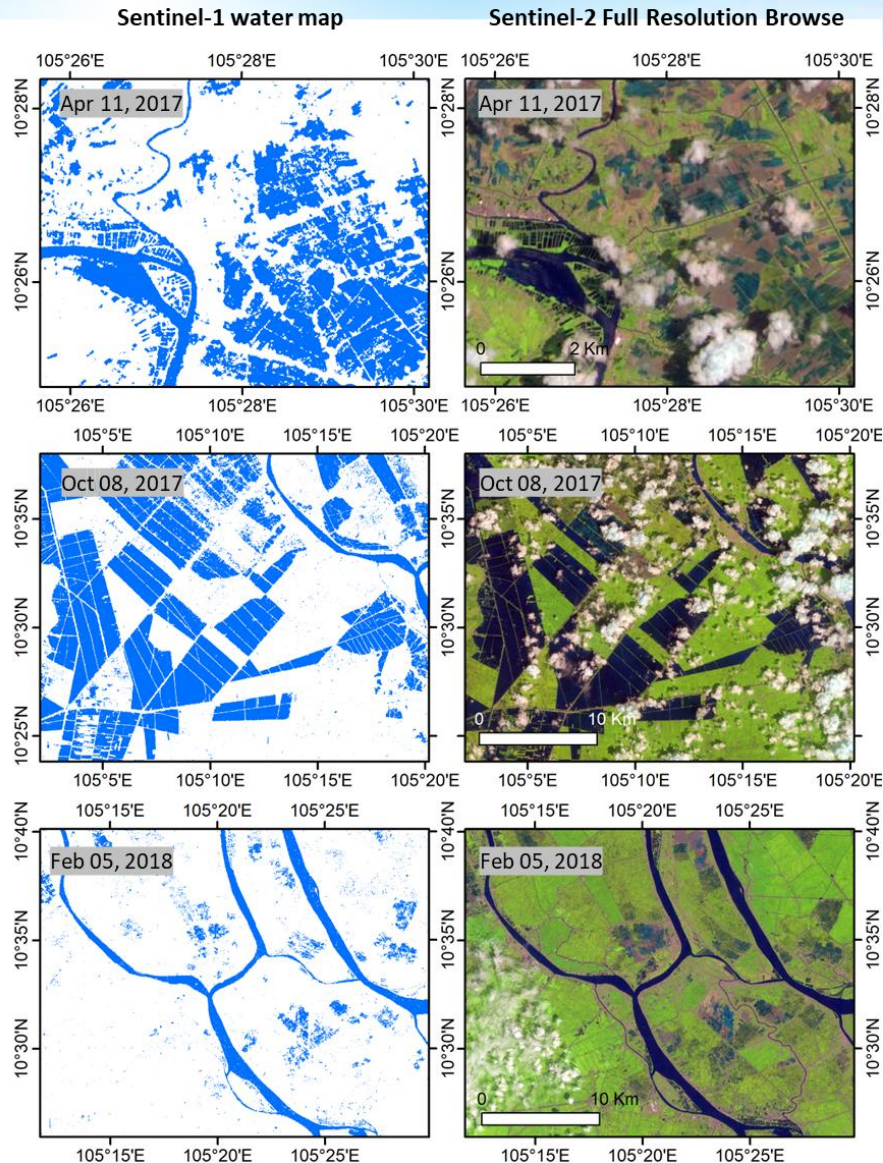 Sentinel-1 water map
Sentinel-2 Full Resolution Browse
105°26'E 105°28'E 105°30'E
105°26'E 105°28'E 105°30'E
Apr 11, 2017
Apr 11, 2017
10°28'N
10°26'N
10°28'N
10°26'N
0 2 Km
105°26'E 105°28'E 105°30'E
105°26'E 105°28'E 105°30'E
105°5'E 105°10'E 105°15'E 105°20'E
105°5'E 105°10'E 105°15'E 105°20'E
Oct 08, 2017
Oct 08, 2017
10°35'N
10°30'N
10°25'N
10°35'N
10°30'N
10°25'N
0 10 Km
105°5'E 105°10'E 105°15'E 105°20'E
105°5'E 105°10'E 105°15'E 105°20'E
105°15'E 105°20'E 105°25'E
105°15'E 105°20'E 105°25'E
Feb 05, 2018
Feb 05, 2018
10°40'N
10°35'N
10°30'N
10°40'N
10°35'N
10°30'N
0 10 Km
105°15'E 105°20'E 105°25'E
105°15'E 105°20'E 105°25'E